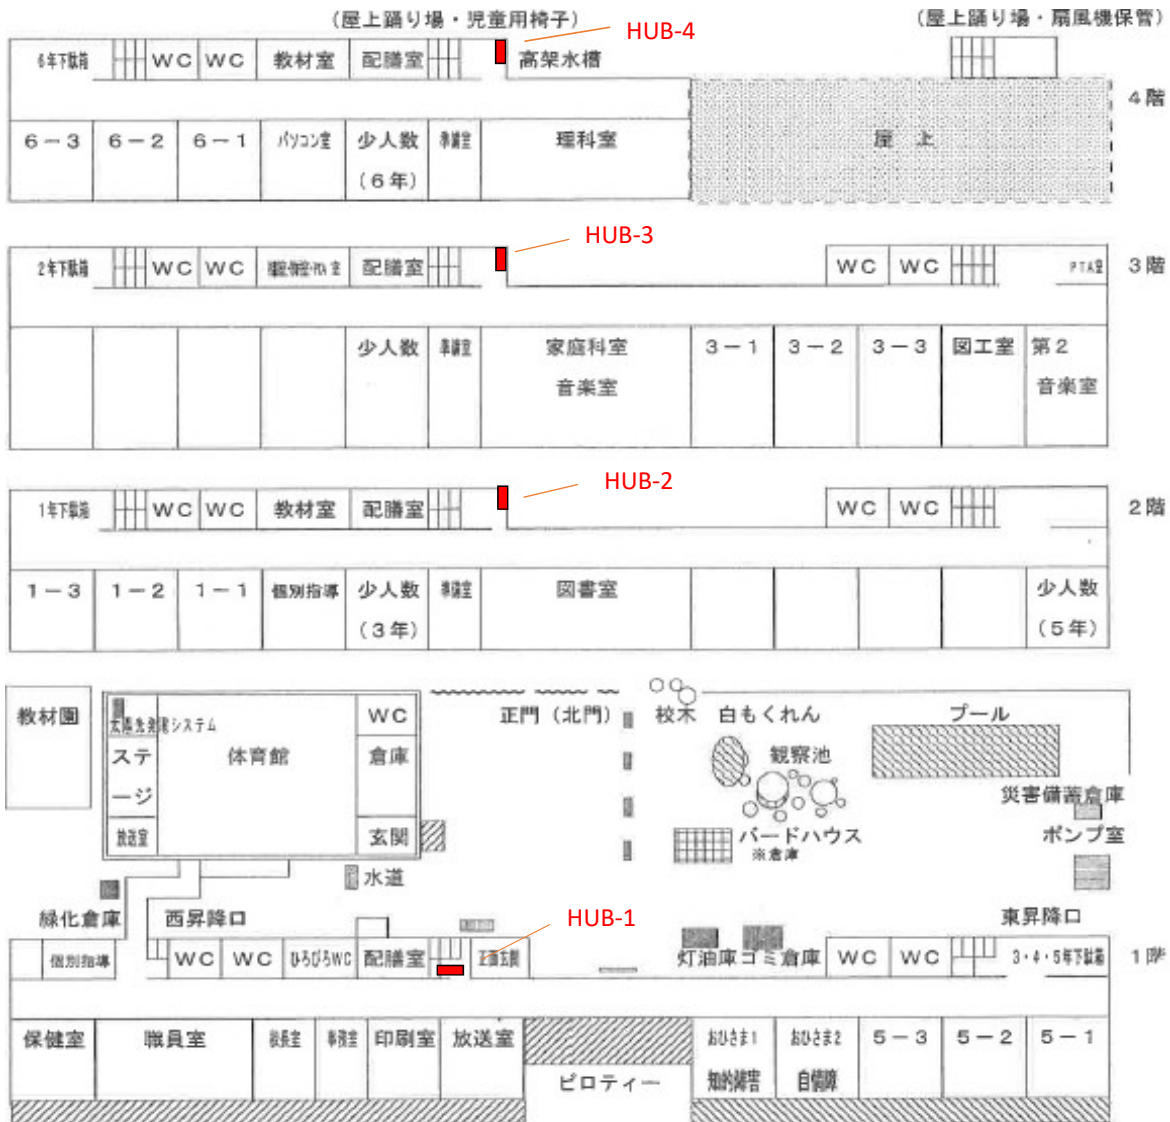 (屋上踊り場・児童用椅子)
(屋上踊り場・扇風機保管)
HUB-4
6年下駄箱 WC WC 教材室 配膳室 高架水槽
4階
6-3 6-2 6-1 パソコン室 少人数 準備室 理科室 屋上
(6年)
HUB-3
2年下駄箱 WC WC 配膳室 WC WC PTA室 3階
少人数 準備室 家庭科室 3-1 3-2 3-3 図工室 第2
音楽室 音楽室
HUB-2
1年下駄箱 WC WC 教材室 配膳室 WC WC 2階
1-3 1-2 1-1 個別指導 少人数 準備室 図書室 少人数
(3年) (5年)
教材園 太陽光発電システム WC 正門(北門) 校木 白もくれん プール
ステ 体育館 倉庫 観察池
ージ 災害備蓄倉庫
放送室 玄関 バードハウス ポンプ室
※倉庫
水道
緑化倉庫 西昇降口 HUB-1 東昇降口
個別指導 WC WC ひろびろWC 配膳室 正面玄関 灯油庫 ゴミ倉庫 WC WC 3・4・5年下駄箱 1階
保健室 職員室 校長室 事務室 印刷室 放送室 おひさま1 おひさま2 5-3 5-2 5-1
ピロティー 知的障害 自情障